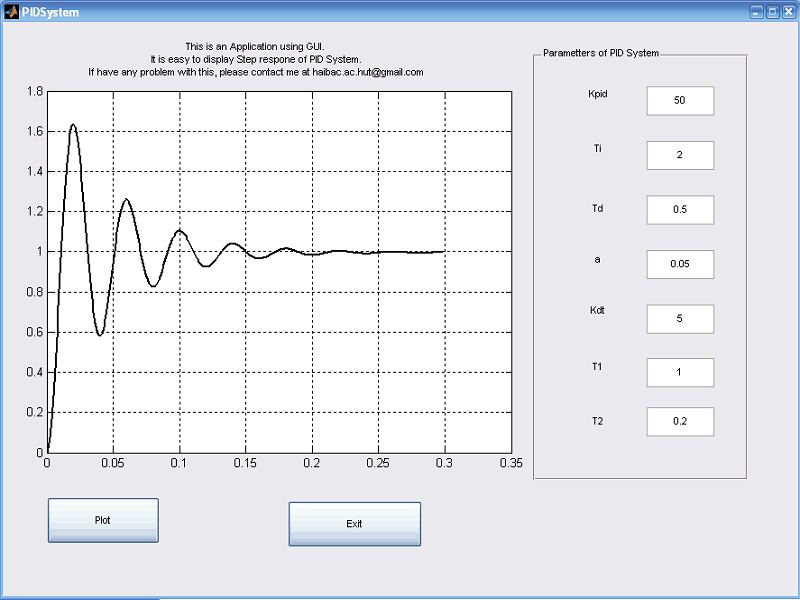 PIDSystem
This is an Application using GUI.
It is easy to display Step respone of PID System.
If have any problem with this, please contact me at haibac.ac.hut@gmail.com
1.8
1.6
1.4
1.2
1
0.8
0.6
0.4
0.2
0
0 0.05 0.1 0.15 0.2 0.25 0.3 0.35
Parametters of PID System
Kpid 50
Ti 2
Td 0.5
a 0.05
Kdt 5
T1 1
T2 0.2
Plot
Exit